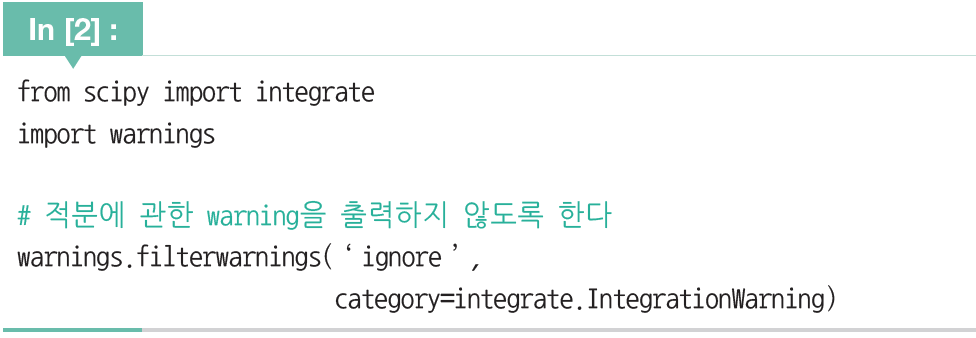 In [2] :
from scipy import integrate
import warnings
# 적분에 관한 warning을 출력하지 않도록 한다
warnings.filterwarnings( ‘ ignore ’ ,
category=integrate.IntegrationWarning)